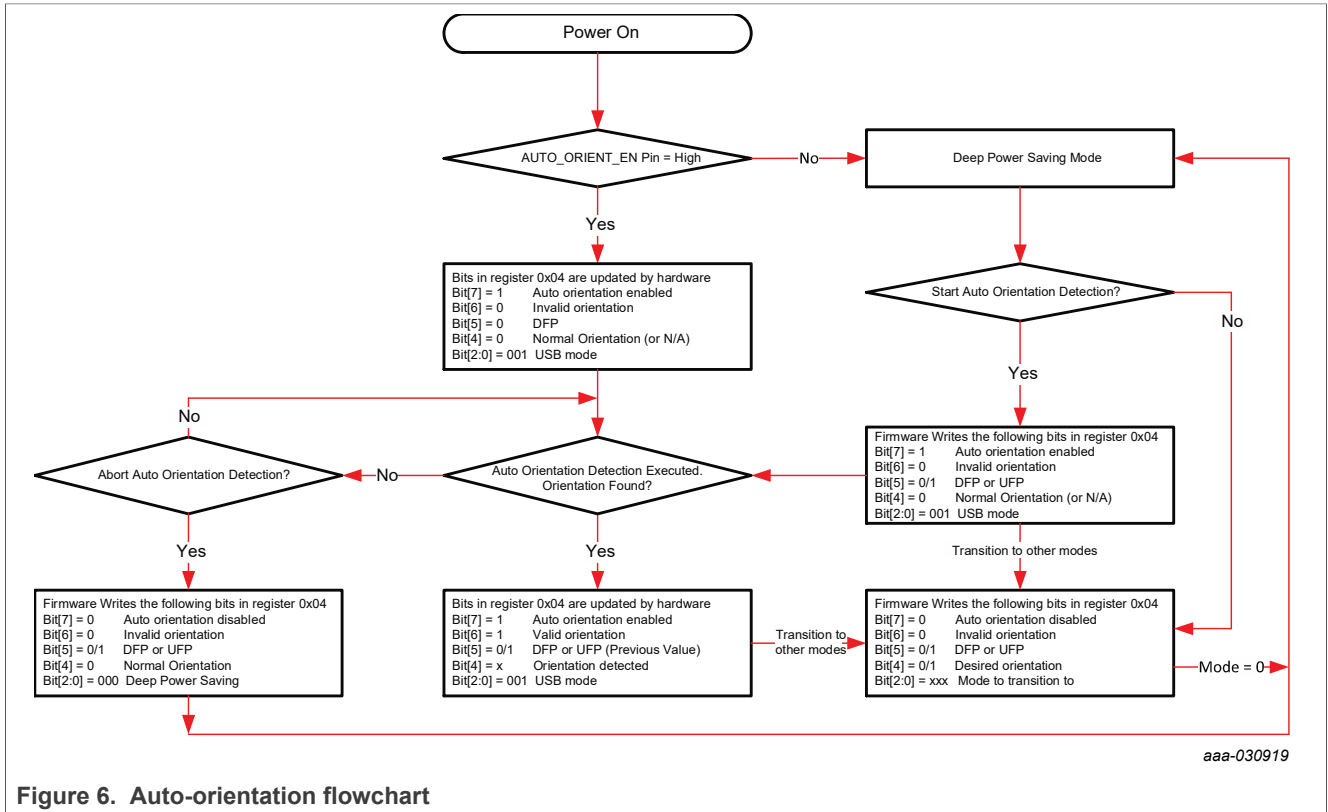 Power On
AUTO_ORIENT_EN Pin = High
No
Deep Power Saving Mode
Yes
Bits in register 0x04 are updated by hardware
Bit[7] = 1 Auto orientation enabled
Bit[6] = 0 Invalid orientation
Bit[5] = 0 DFP
Bit[4] = 0 Normal Orientation (or N/A)
Bit[2:0] = 001 USB mode
Start Auto Orientation Detection?
No
Yes
No
Abort Auto Orientation Detection?
No
Auto Orientation Detection Executed.
Orientation Found?
Firmware Writes the following bits in register 0x04
Bit[7] = 1 Auto orientation enabled
Bit[6] = 0 Invalid orientation
Bit[5] = 0/1 DFP or UFP
Bit[4] = 0 Normal Orientation (or N/A)
Bit[2:0] = 001 USB mode
Yes
Yes
Transition to other modes
Firmware Writes the following bits in register 0x04
Bit[7] = 0 Auto orientation disabled
Bit[6] = 0 Invalid orientation
Bit[5] = 0/1 DFP or UFP
Bit[4] = 0 Normal Orientation
Bit[2:0] = 000 Deep Power Saving
Bits in register 0x04 are updated by hardware
Bit[7] = 1 Auto orientation enabled
Bit[6] = 1 Valid orientation
Bit[5] = 0/1 DFP or UFP (Previous Value)
Bit[4] = x Orientation detected
Bit[2:0] = 001 USB mode
Transition to
other modes
Firmware Writes the following bits in register 0x04
Bit[7] = 0 Auto orientation disabled
Bit[6] = 0 Invalid orientation
Bit[5] = 0/1 DFP or UFP
Bit[4] = 0/1 Desired orientation
Bit[2:0] = xxx Mode to transition to
Mode = 0
aaa-030919
Figure 6. Auto-orientation flowchart